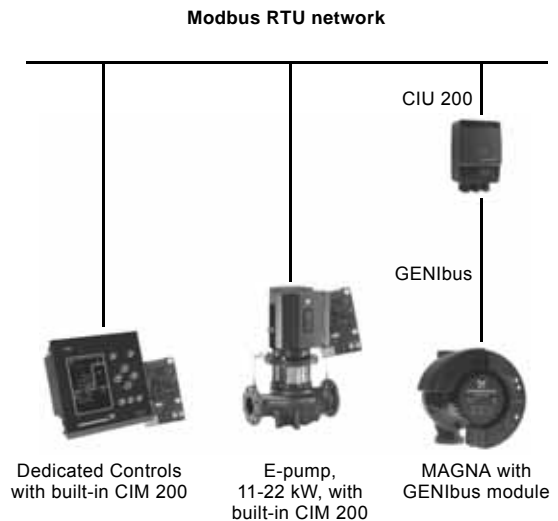 Modbus RTU network
CIU 200
GENIbus
Dedicated Controls
with built-in CIM 200
E-pump,
11-22 kW, with
built-in CIM 200
MAGNA with
GENIbus module